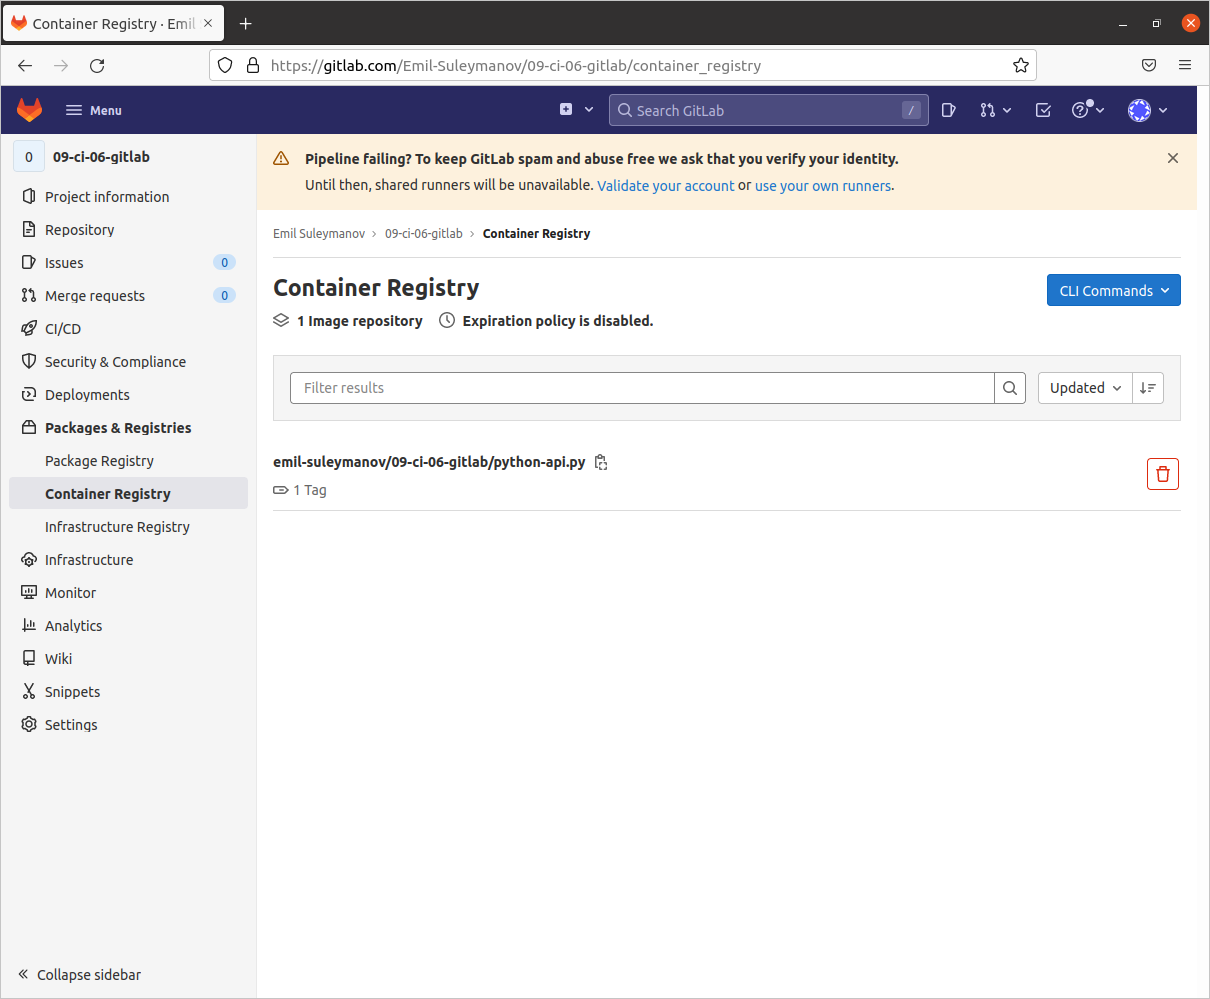 Container Registry · Emil
https://gitlab.com/Emil-Suleymanov/09-ci-06-gitlab/container_registry
Menu
Search GitLab
/
0 09-ci-06-gitlab
Project information
Repository
Issues 0
Merge requests 0
CI/CD
Security & Compliance
Deployments
Packages & Registries
Package Registry
Container Registry
Infrastructure Registry
Infrastructure
Monitor
Analytics
Wiki
Snippets
Settings
Collapse sidebar
Pipeline failing? To keep GitLab spam and abuse free we ask that you verify your identity.
Until then, shared runners will be unavailable. Validate your account or use your own runners.
Emil Suleymanov › 09-ci-06-gitlab › Container Registry
Container Registry
CLI Commands
1 Image repository Expiration policy is disabled.
Filter results
Updated
emil-suleymanov/09-ci-06-gitlab/python-api.py
1 Tag